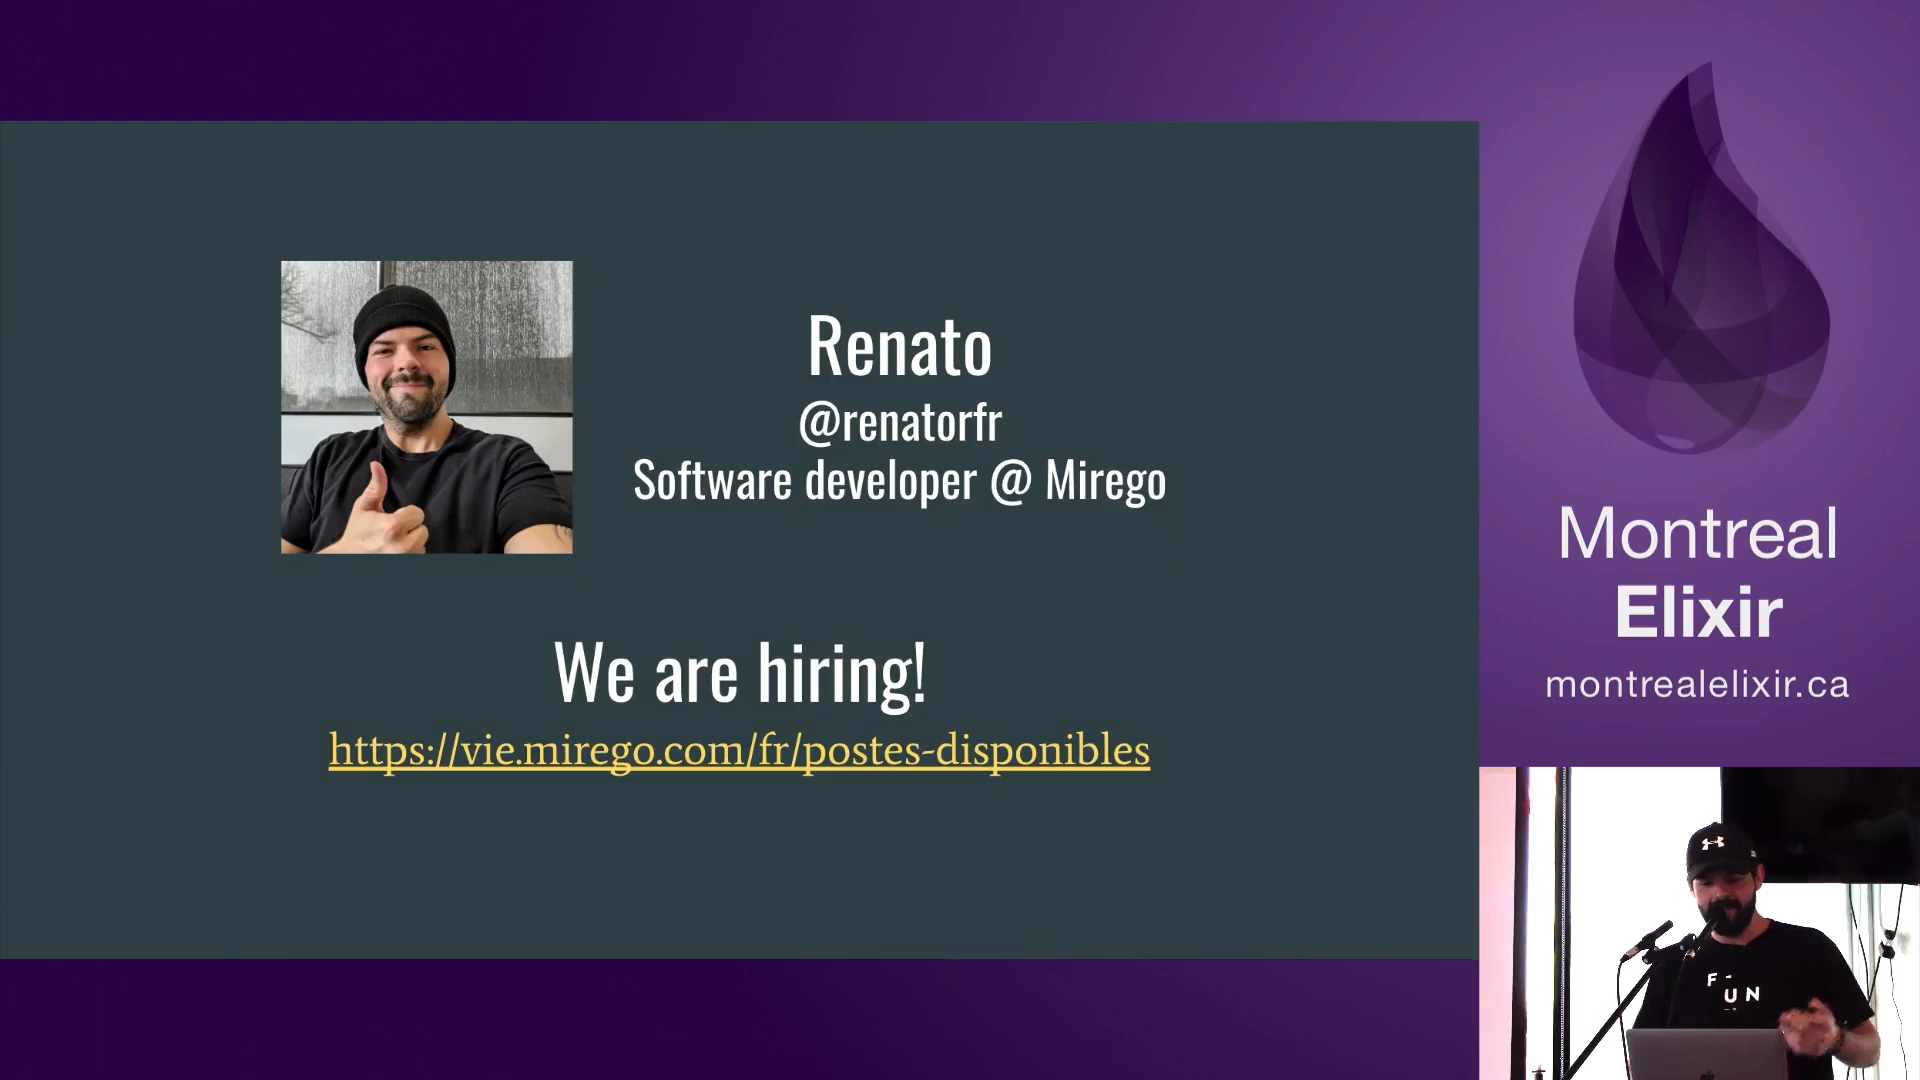 Renato
@renatorfr
Software developer @ Mirego
We are hiring!
https://vie.mirego.com/fr/postes-disponibles
Montreal
Elixir
montrealelixir.ca
F
UN